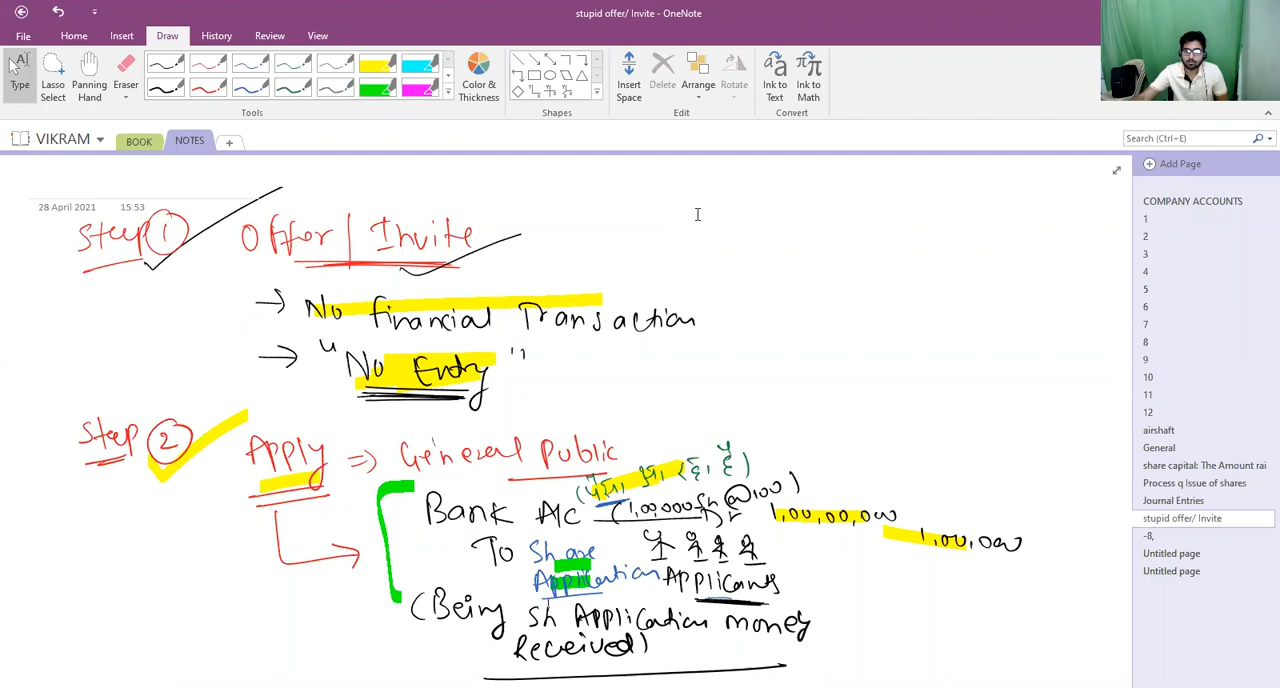 stupid offer/ Invite - OneNote
File Home Insert Draw History Review View
Type
Lasso Select
Panning Hand
Eraser
Color & Thickness
Insert Space
Delete
Arrange
Rotate
Ink to Text
Ink to Math
Tools
Shapes
Edit
Convert
VIKRAM
BOOK
NOTES
Search (Ctrl+E)
Add Page
COMPANY ACCOUNTS
1
2
3
4
5
6
7
8
9
10
11
12
airshaft
General
share capital: The Amount rai
Process q Issue of shares
Journal Entries
stupid offer/ Invite
-8,
Untitled page
Untitled page
28 April 2021 15:53
Step 1 Offer | Invite
→ No financial Transaction
→ "No Entry"
Step 2 Apply ⇒ General Public
Bank A/c (1,00,000 sh @ 100) Dr 1,00,00,000
To Share Application Applicants 1,00,000
(Being sh Application money
Received)